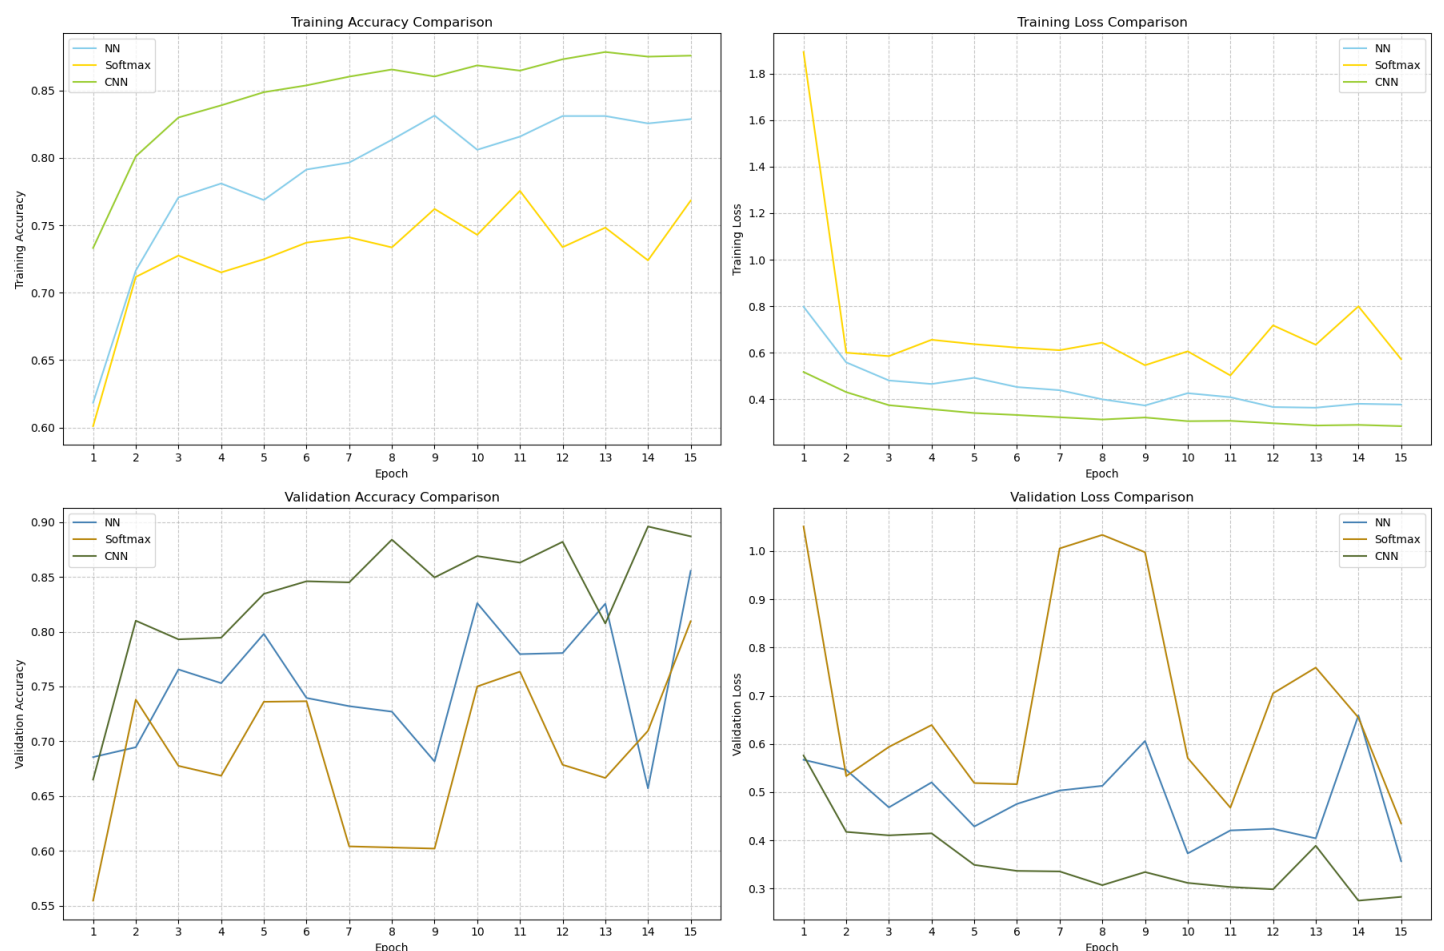 Training Accuracy Comparison
NN
Softmax
CNN
Training Accuracy
0.85
0.80
0.75
0.70
0.65
0.60
1 2 3 4 5 6 7 8 9 10 11 12 13 14 15
Epoch
Training Loss Comparison
NN
Softmax
CNN
Training Loss
1.8
1.6
1.4
1.2
1.0
0.8
0.6
0.4
1 2 3 4 5 6 7 8 9 10 11 12 13 14 15
Epoch
Validation Accuracy Comparison
NN
Softmax
CNN
Validation Accuracy
0.90
0.85
0.80
0.75
0.70
0.65
0.60
0.55
1 2 3 4 5 6 7 8 9 10 11 12 13 14 15
Epoch
Validation Loss Comparison
NN
Softmax
CNN
Validation Loss
1.0
0.9
0.8
0.7
0.6
0.5
0.4
0.3
1 2 3 4 5 6 7 8 9 10 11 12 13 14 15
Epoch